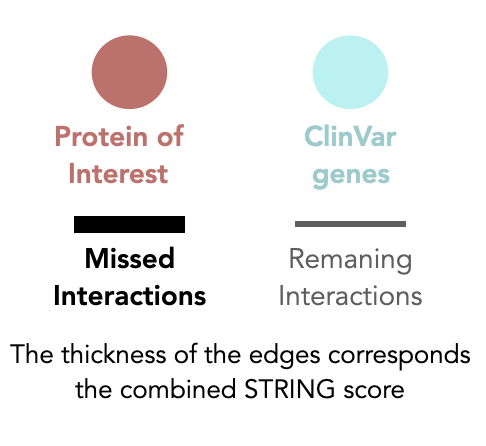 Protein of
Interest
ClinVar
genes
Missed
Interactions
Remaning
Interactions
The thickness of the edges corresponds
the combined STRING score